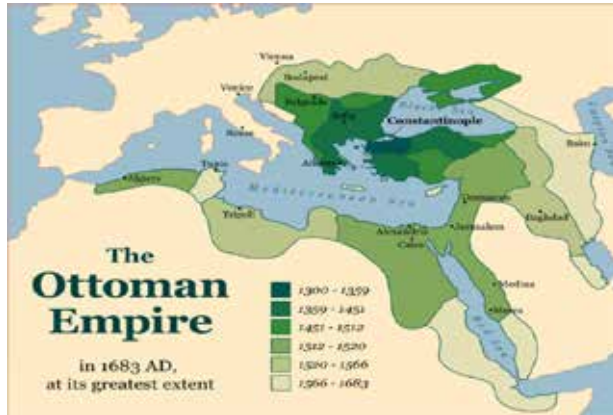 Vienna
Budapest
Venice
Belgrade
Black Sea
Sofia
Constantinople
Rome
Baku
Athens
Tunis
Algiers
Mediterranean Sea
Damascus
Baghdad
Tripoli
Alexandria
Jerusalem
Cairo
The
Ottoman
Empire
in 1683 AD,
at its greatest extent
1300 - 1359
1359 - 1451
1451 - 1512
1512 - 1520
1520 - 1566
1566 - 1683
Medina
Mecca
Red Sea